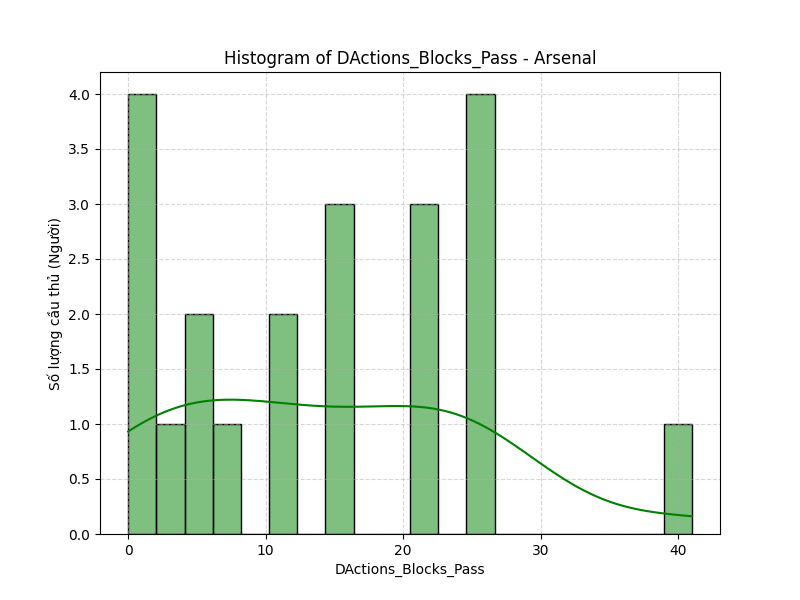 Histogram of DActions_Blocks_Pass - Arsenal
Số lượng cầu thủ (Người)
4.0
3.5
3.0
2.5
2.0
1.5
1.0
0.5
0.0
0 10 20 30 40
DActions_Blocks_Pass